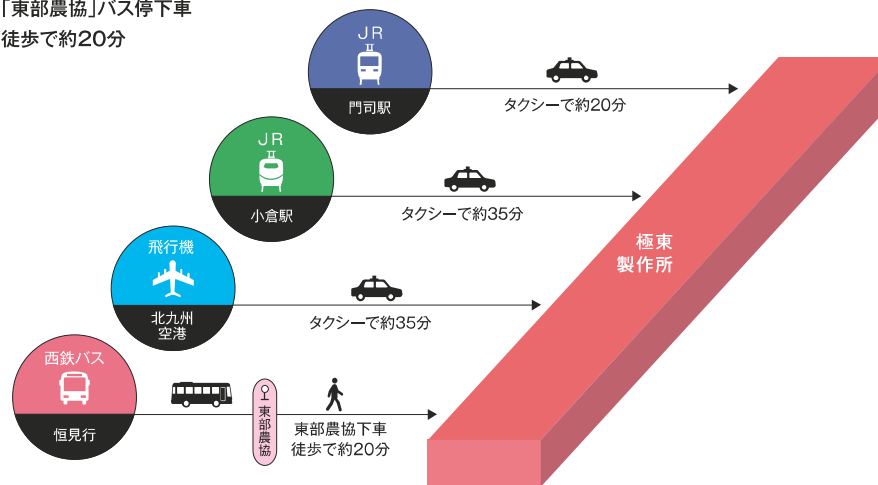 「東部農協」バス停下車
徒歩で約20分
JR
門司駅
タクシーで約20分
JR
小倉駅
タクシーで約35分
極東
製作所
飛行機
北九州
空港
タクシーで約35分
西鉄バス
恒見行
東部農協
東部農協下車
徒歩で約20分